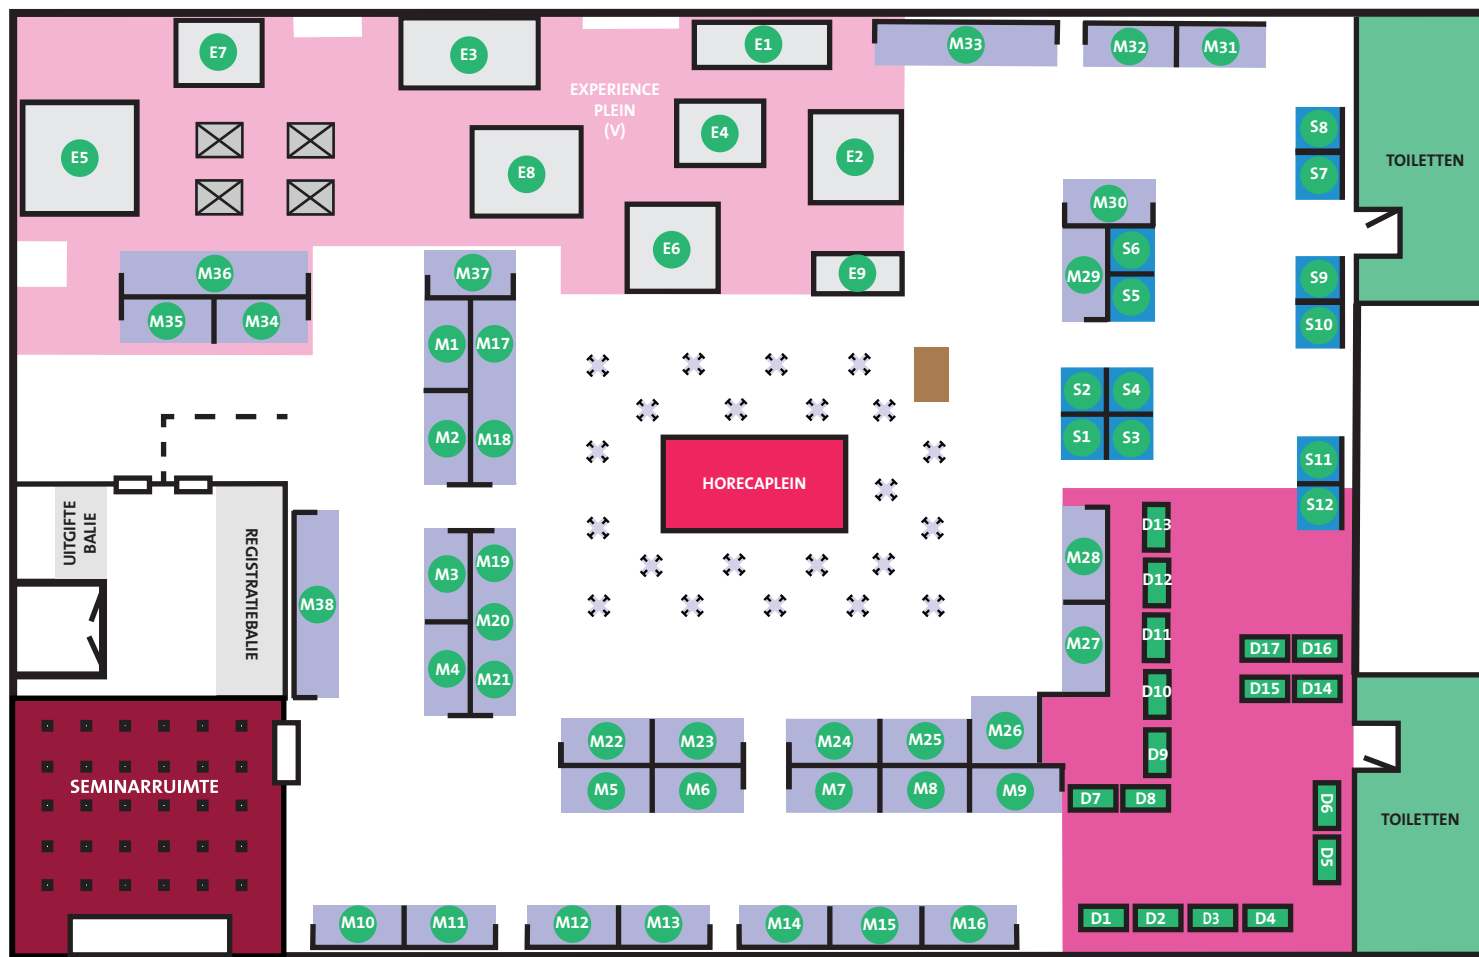 E7
E3
E1
M33
M32
M31
EXPERIENCE
PLEIN
(V)
E5
E8
E4
E2
S8
S7
TOILETTEN
M30
E6
E9
M29
S6
S5
S9
S10
M36
M35
M34
M37
M1
M17
M2
M18
S2
S4
S1
S3
HORECAPLEIN
S11
S12
UITGIFTE
BALIE
REGISTRATIEBALIE
M38
M3
M19
M20
M4
M21
M28
M27
D13
D12
D11
D10
D9
D17
D16
D15
D14
M22
M23
M5
M6
M24
M25
M26
M7
M8
M9
D7
D8
D6
D5
TOILETTEN
SEMINARRUIMTE
M10
M11
M12
M13
M14
M15
M16
D1
D2
D3
D4